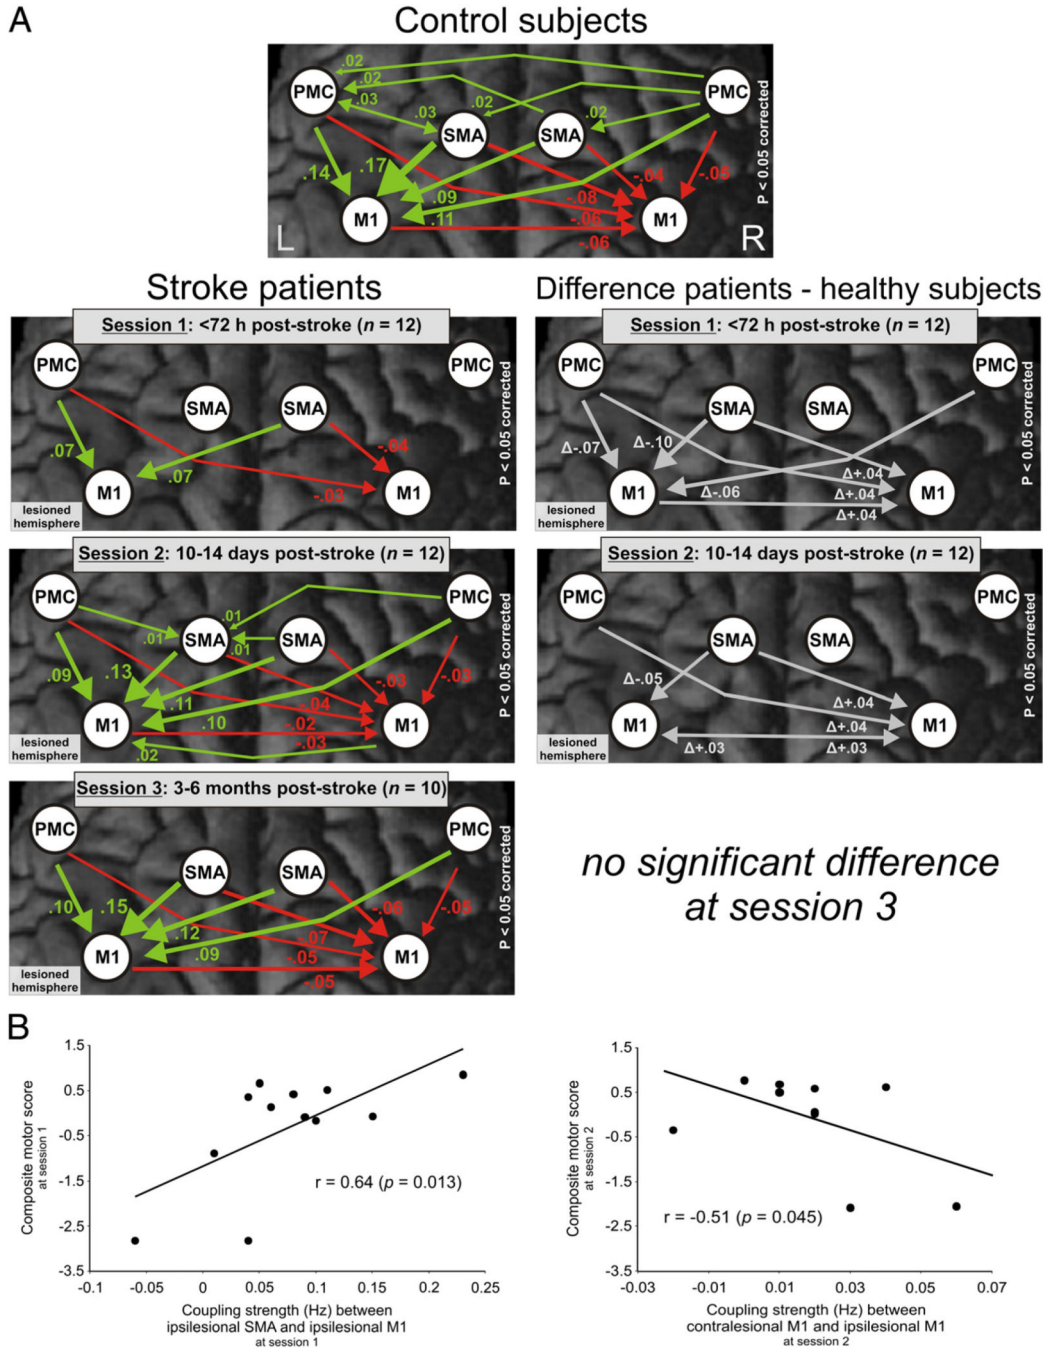 A
Control subjects
PMC
PMC
SMA
SMA
M1
M1
.02
.02
.03
.03
.02
.02
.14
.17
.09
.11
-.04
-.05
-.08
-.06
-.06
L
R
P < 0.05 corrected
Stroke patients
Session 1: <72 h post-stroke (n = 12)
PMC
PMC
SMA
SMA
M1
M1
.07
.07
-.04
-.03
lesioned
hemisphere
P < 0.05 corrected
Session 2: 10-14 days post-stroke (n = 12)
PMC
PMC
SMA
SMA
M1
M1
.01
.01
.01
.09
.13
.11
.10
-.03
-.03
-.04
-.02
-.03
.02
lesioned
hemisphere
P < 0.05 corrected
Session 3: 3-6 months post-stroke (n = 10)
PMC
PMC
SMA
SMA
M1
M1
.10
.15
.12
.09
-.06
-.05
-.07
-.05
-.05
lesioned
hemisphere
P < 0.05 corrected
Difference patients - healthy subjects
Session 1: <72 h post-stroke (n = 12)
PMC
PMC
SMA
SMA
M1
M1
Δ-.07
Δ-.10
Δ-.06
Δ+.04
Δ+.04
Δ+.04
lesioned
hemisphere
P < 0.05 corrected
Session 2: 10-14 days post-stroke (n = 12)
PMC
PMC
SMA
SMA
M1
M1
Δ-.05
Δ+.04
Δ+.04
Δ+.03
Δ+.03
lesioned
hemisphere
P < 0.05 corrected
no significant difference
at session 3
B
Composite motor score
at session 1
1.5
0.5
-0.5
-1.5
-2.5
-3.5
-0.1
-0.05
0
0.05
0.1
0.15
0.2
0.25
r = 0.64 (p = 0.013)
Coupling strength (Hz) between
ipsilesional SMA and ipsilesional M1
at session 1
Composite motor score
at session 2
1.5
0.5
-0.5
-1.5
-2.5
-3.5
-0.03
-0.01
0.01
0.03
0.05
0.07
r = -0.51 (p = 0.045)
Coupling strength (Hz) between
contralesional M1 and ipsilesional M1
at session 2